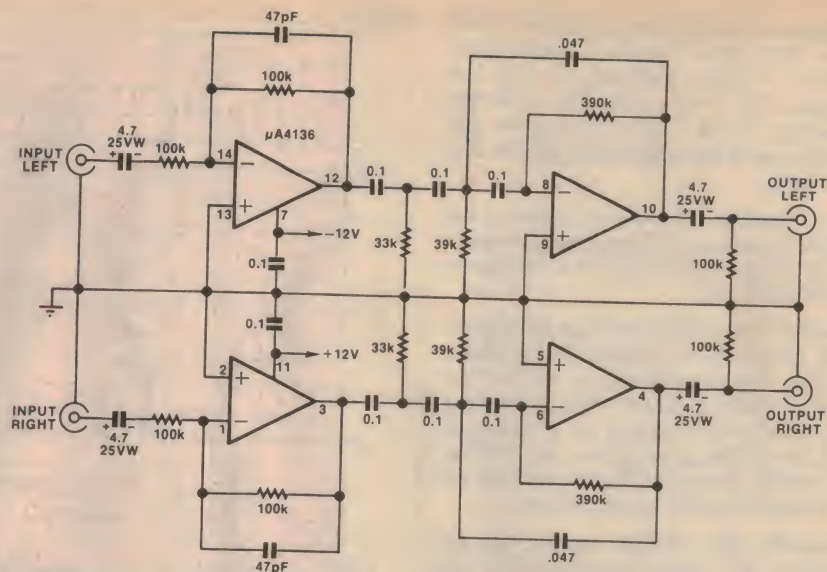 47pF
100k
.047
390k
µA4136
INPUT
LEFT
4.7
25VW
+
−
100k
14
−
12
13
+
7
−12V
0.1
0.1
0.1
0.1
33k
39k
8
−
10
9
+
4.7
25VW
+
−
OUTPUT
LEFT
100k
0.1
+12V
11
33k
39k
100k
INPUT
RIGHT
+
−
4.7
25VW
100k
2
+
3
1
−
0.1
0.1
0.1
5
+
4
6
−
+
−
4.7
25VW
OUTPUT
RIGHT
100k
47pF
390k
.047